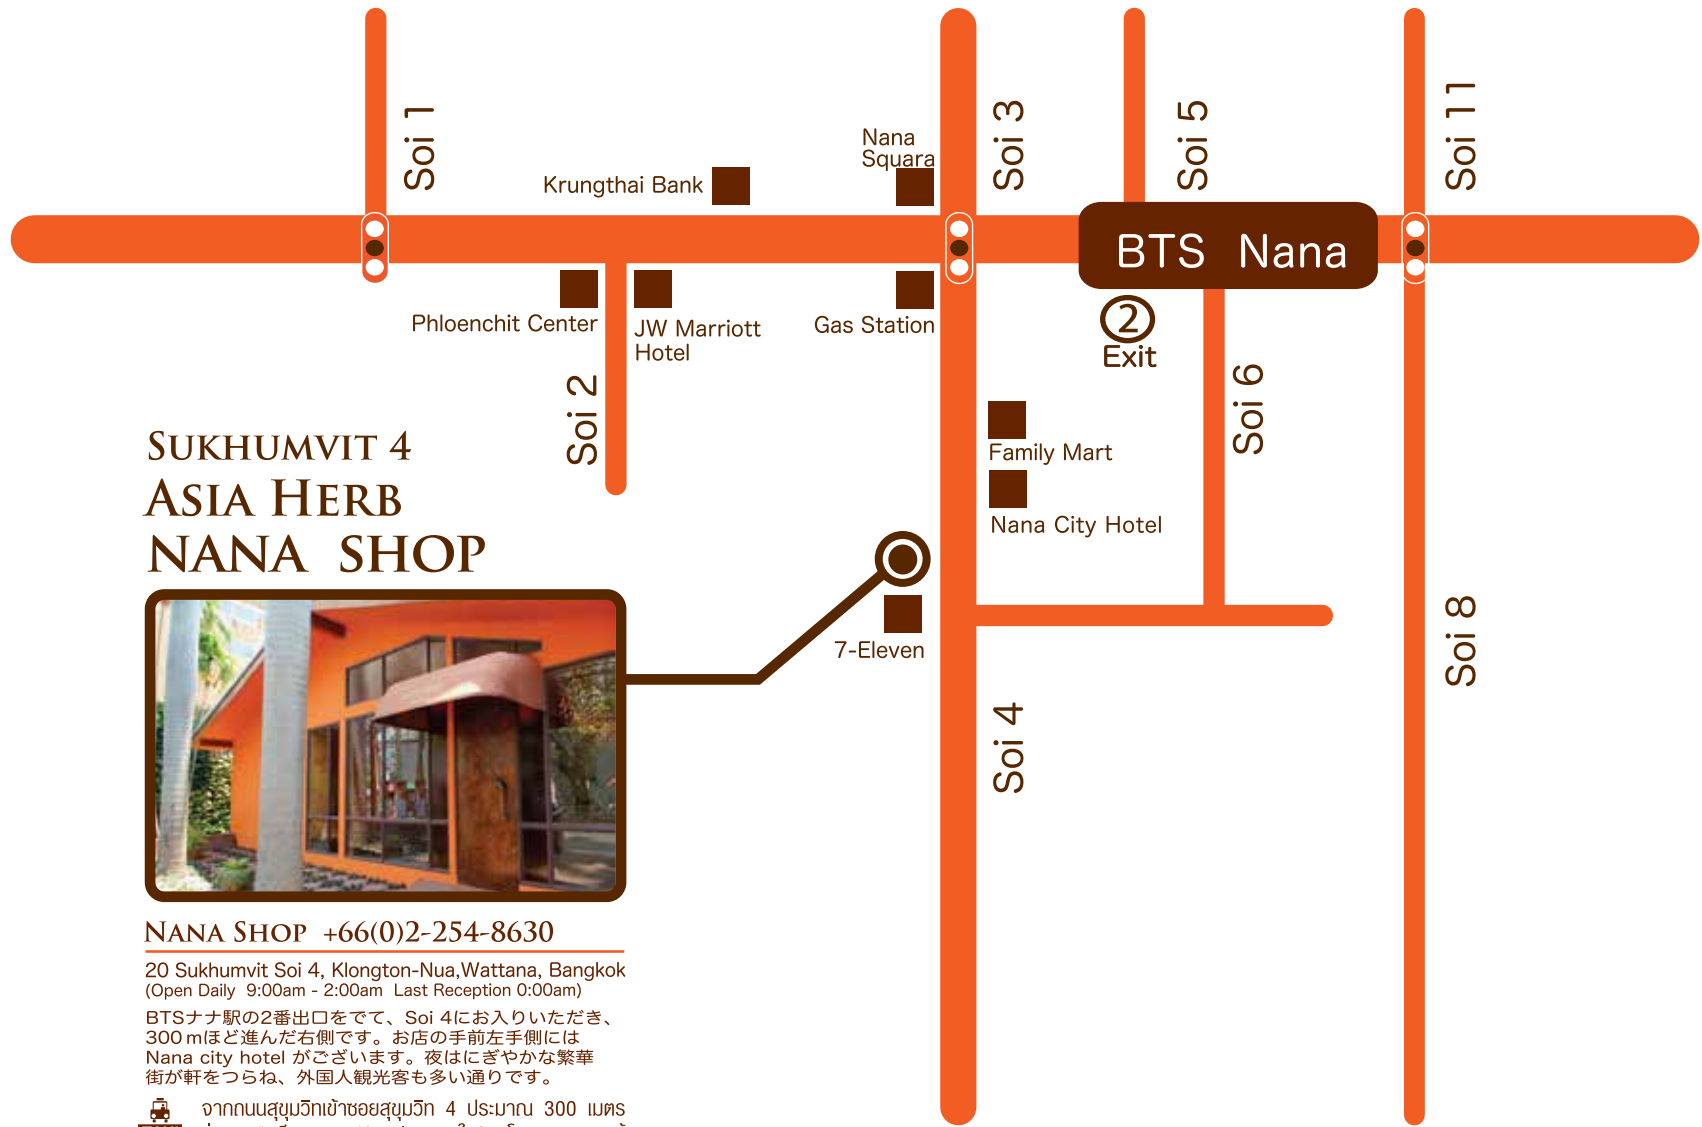 Soi 1
Soi 3
Soi 5
Soi 11
Nana
Squara
Krungthai Bank
BTS Nana
Phloenchit Center
JW Marriott
Hotel
Gas Station
2
Exit
Soi 2
Soi 6
Family Mart
Nana City Hotel
7-Eleven
Soi 4
Soi 8
SUKHUMVIT 4
ASIA HERB
NANA SHOP
NANA SHOP +66(0)2-254-8630
20 Sukhumvit Soi 4, Klongton-Nua,Wattana, Bangkok
(Open Daily 9:00am - 2:00am Last Reception 0:00am)
BTSナナ駅の2番出口をでて、Soi 4にお入りいただき、
300mほど進んだ右側です。お店の手前左手側には
Nana city hotel がございます。夜はにぎやかな繁華
街が軒をつらね、外国人観光客も多い通りです。
จากถนนสุขุมวิทเข้าซอยสุขุมวิท 4 ประมาณ 300 เมตร